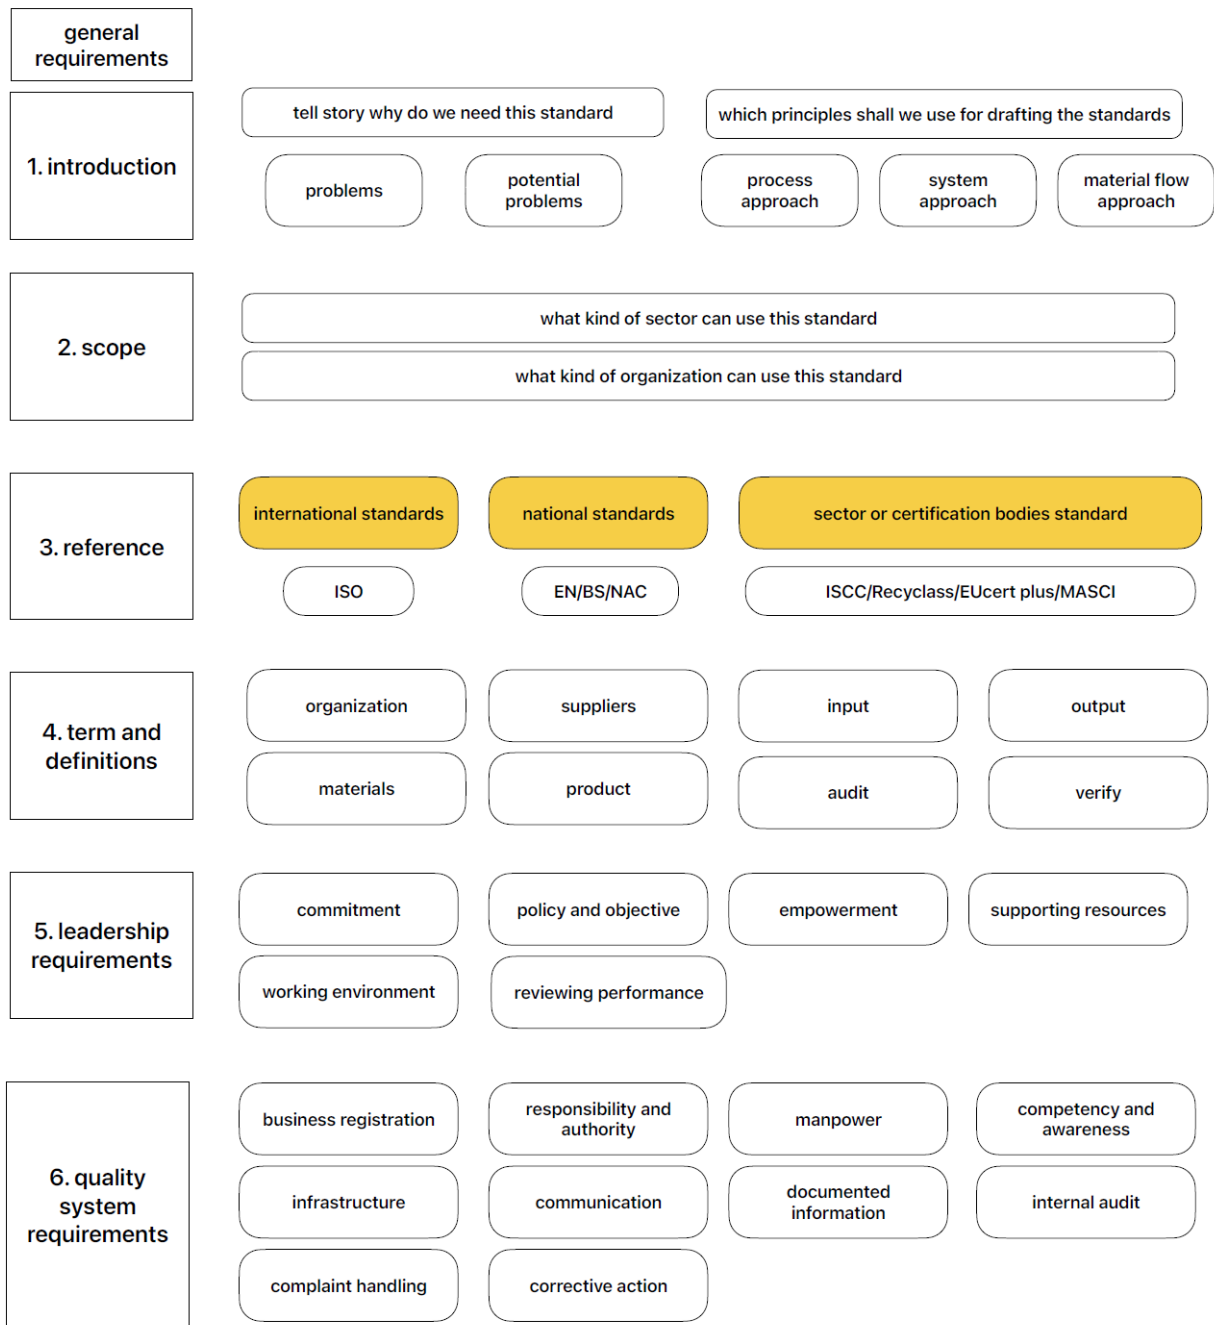 general
requirements
1. introduction
tell story why do we need this standard
which principles shall we use for drafting the standards
problems
potential
problems
process
approach
system
approach
material flow
approach
2. scope
what kind of sector can use this standard
what kind of organization can use this standard
3. reference
international standards
national standards
sector or certification bodies standard
ISO
EN/BS/NAC
ISCC/Recyclass/EUcert plus/MASCI
4. term and
definitions
organization
suppliers
input
output
materials
product
audit
verify
5. leadership
requirements
commitment
policy and objective
empowerment
supporting resources
working environment
reviewing performance
6. quality
system
requirements
business registration
responsibility and
authority
manpower
competency and
awareness
infrastructure
communication
documented
information
internal audit
complaint handling
corrective action